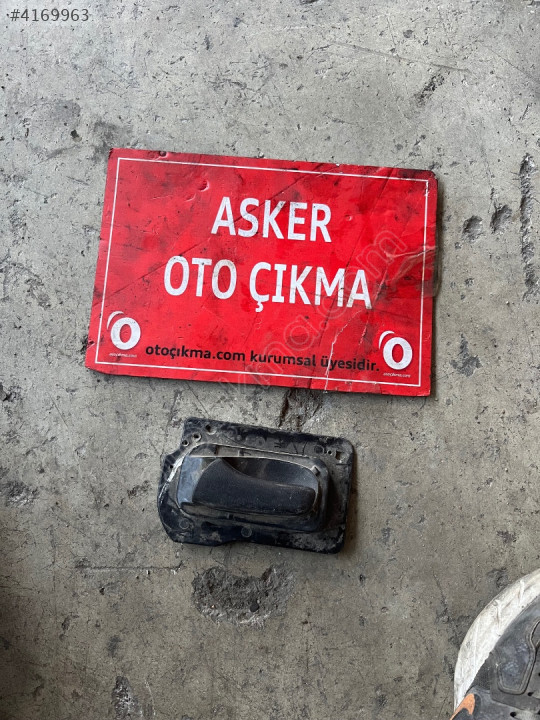 #4169963
ASKER
OTO ÇIKMA
otoçıkma.com kurumsal üyesidir.